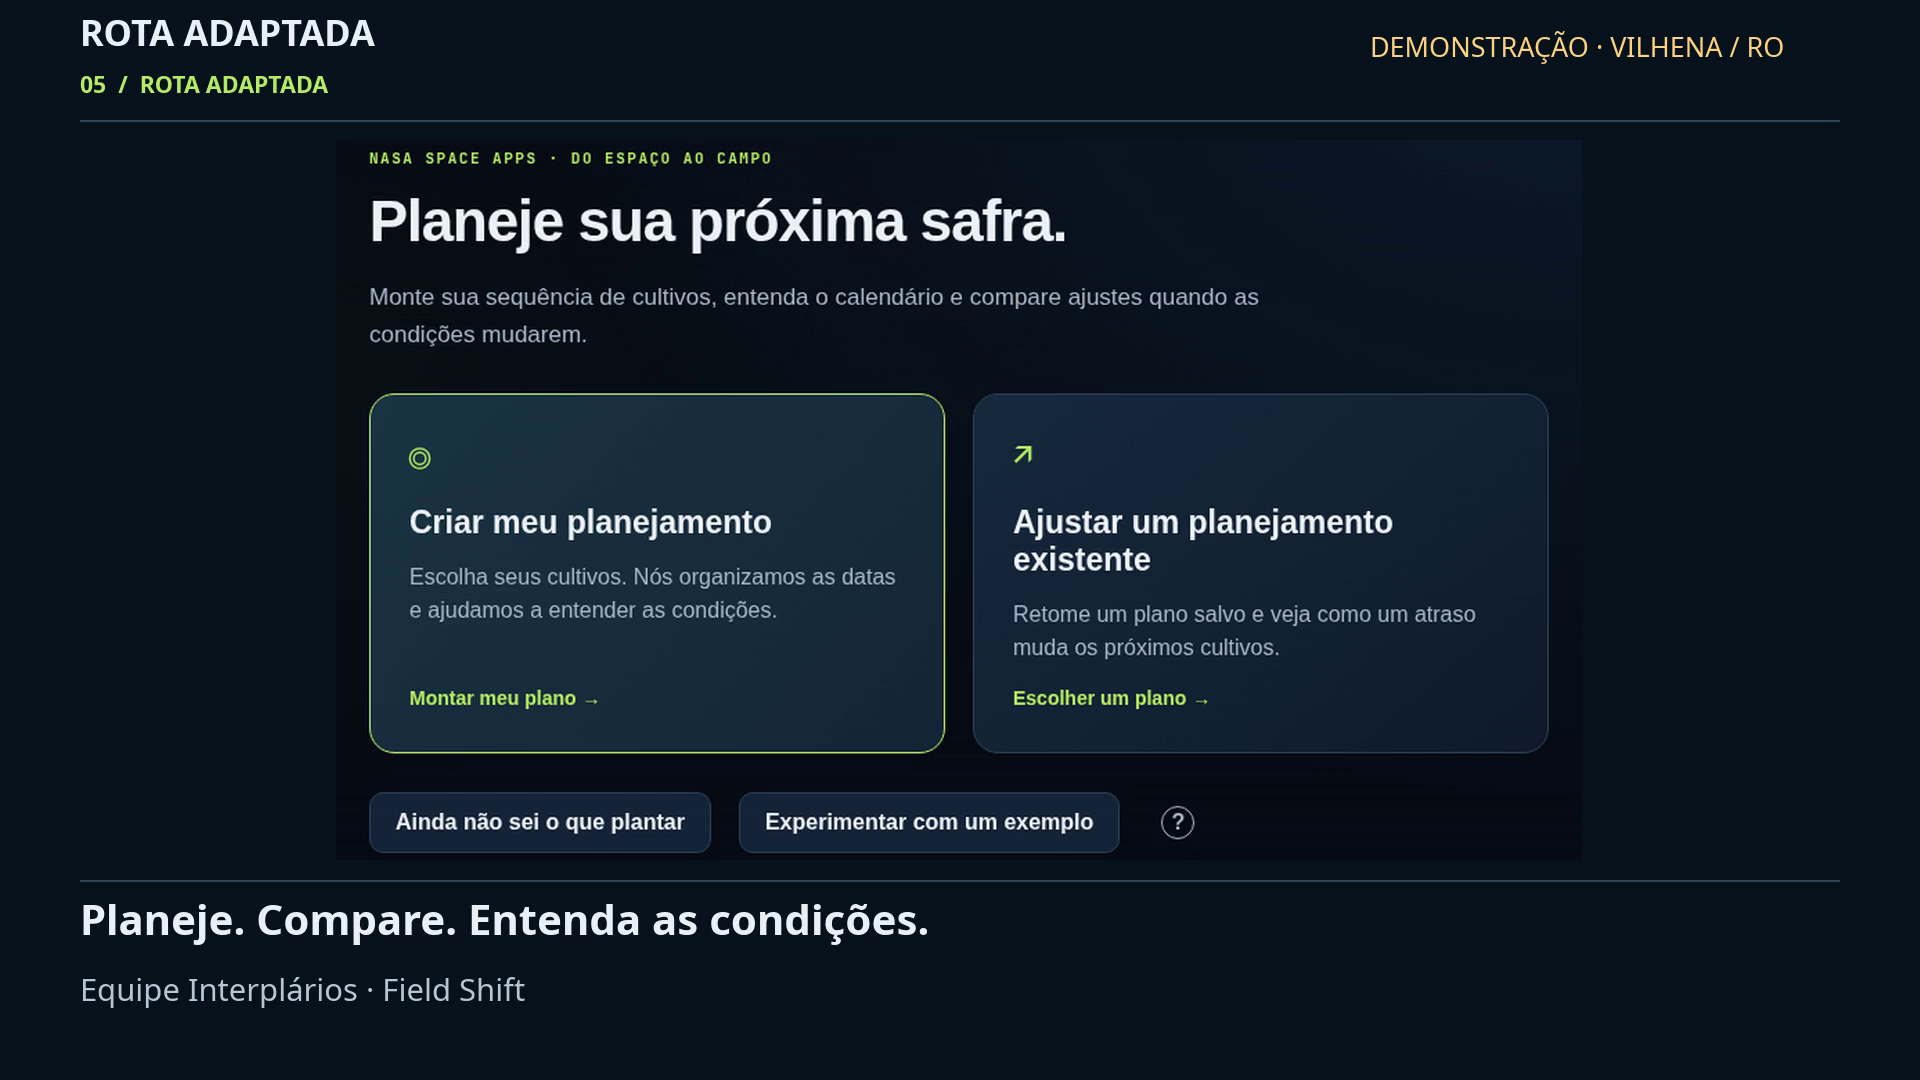 ROTA ADAPTADA
05 / ROTA ADAPTADA
DEMONSTRAÇÃO · VILHENA / RO
NASA SPACE APPS · DO ESPAÇO AO CAMPO
Planeje sua próxima safra.
Monte sua sequência de cultivos, entenda o calendário e compare ajustes quando as
condições mudarem.
Criar meu planejamento
Escolha seus cultivos. Nós organizamos as datas
e ajudamos a entender as condições.
Montar meu plano →
Ajustar um planejamento
existente
Retome um plano salvo e veja como um atraso
muda os próximos cultivos.
Escolher um plano →
Ainda não sei o que plantar
Experimentar com um exemplo
?
Planeje. Compare. Entenda as condições.
Equipe Interplários · Field Shift